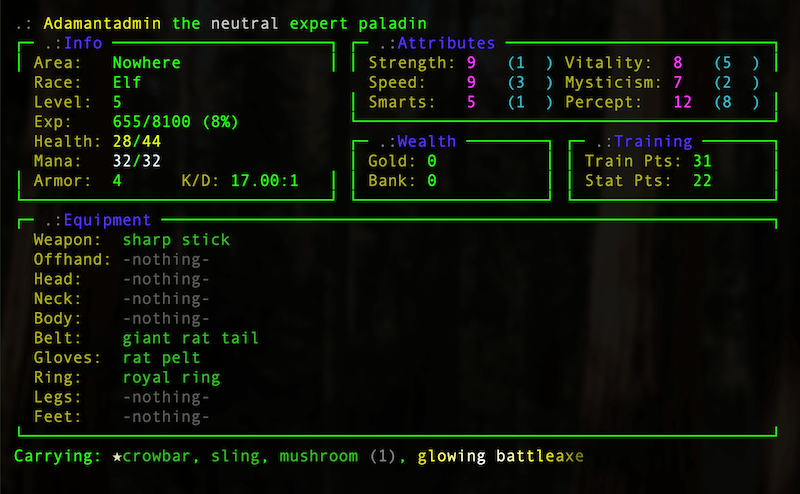 .: Adamantadmin the neutral expert paladin
.:Info
Area: Nowhere
Race: Elf
Level: 5
Exp: 655/8100 (8%)
Health: 28/44
Mana: 32/32
Armor: 4 K/D: 17.00:1
.:Attributes
Strength: 9 (1 ) Vitality: 8 (5 )
Speed: 9 (3 ) Mysticism: 7 (2 )
Smarts: 5 (1 ) Percept: 12 (8 )
.:Wealth
Gold: 0
Bank: 0
.:Training
Train Pts: 31
Stat Pts: 22
.:Equipment
Weapon: sharp stick
Offhand: -nothing-
Head: -nothing-
Neck: -nothing-
Body: -nothing-
Belt: giant rat tail
Gloves: rat pelt
Ring: royal ring
Legs: -nothing-
Feet: -nothing-
Carrying: ★crowbar, sling, mushroom (1), glowing battleaxe